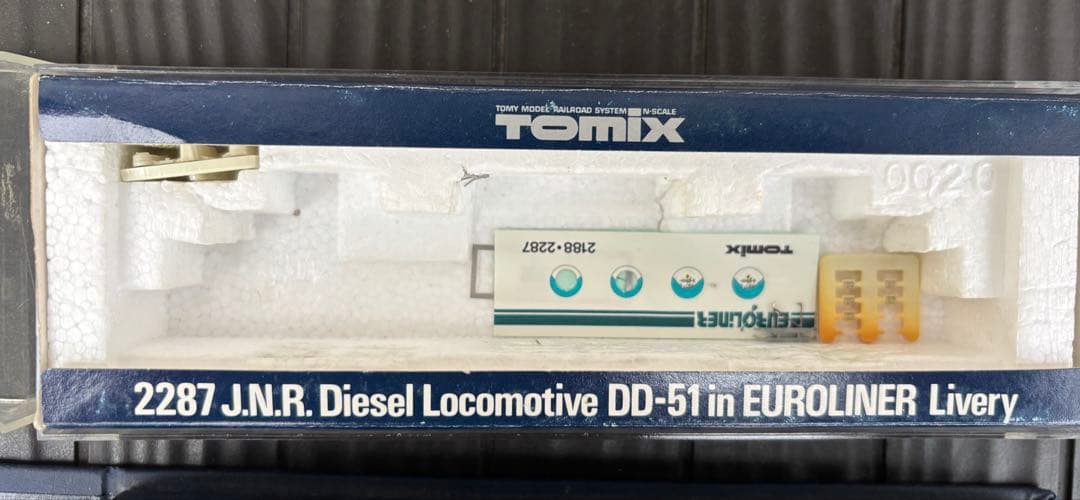 TOMY MODEL RAILROAD SYSTEM N-SCALE
TOMIX
0020
2188・2287
TOMIX
EUROLINER
2287 J.N.R. Diesel Locomotive DD-51 in EUROLINER Livery